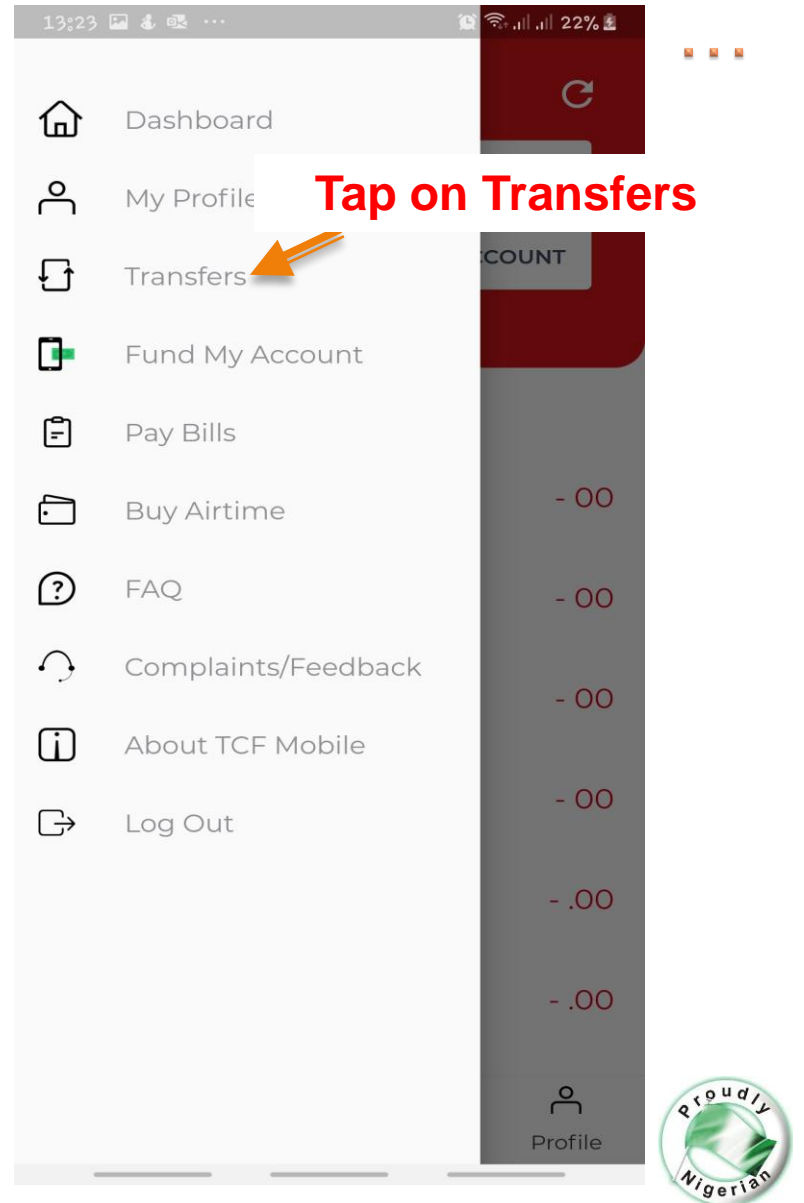 13:23 22%
Dashboard
My Profile
Tap on Transfers
Transfers
COUNT
Fund My Account
Pay Bills
- 00
Buy Airtime
FAQ
- 00
Complaints/Feedback
- 00
About TCF Mobile
- 00
Log Out
- .00
- .00
Profile
Proudly
Nigerian